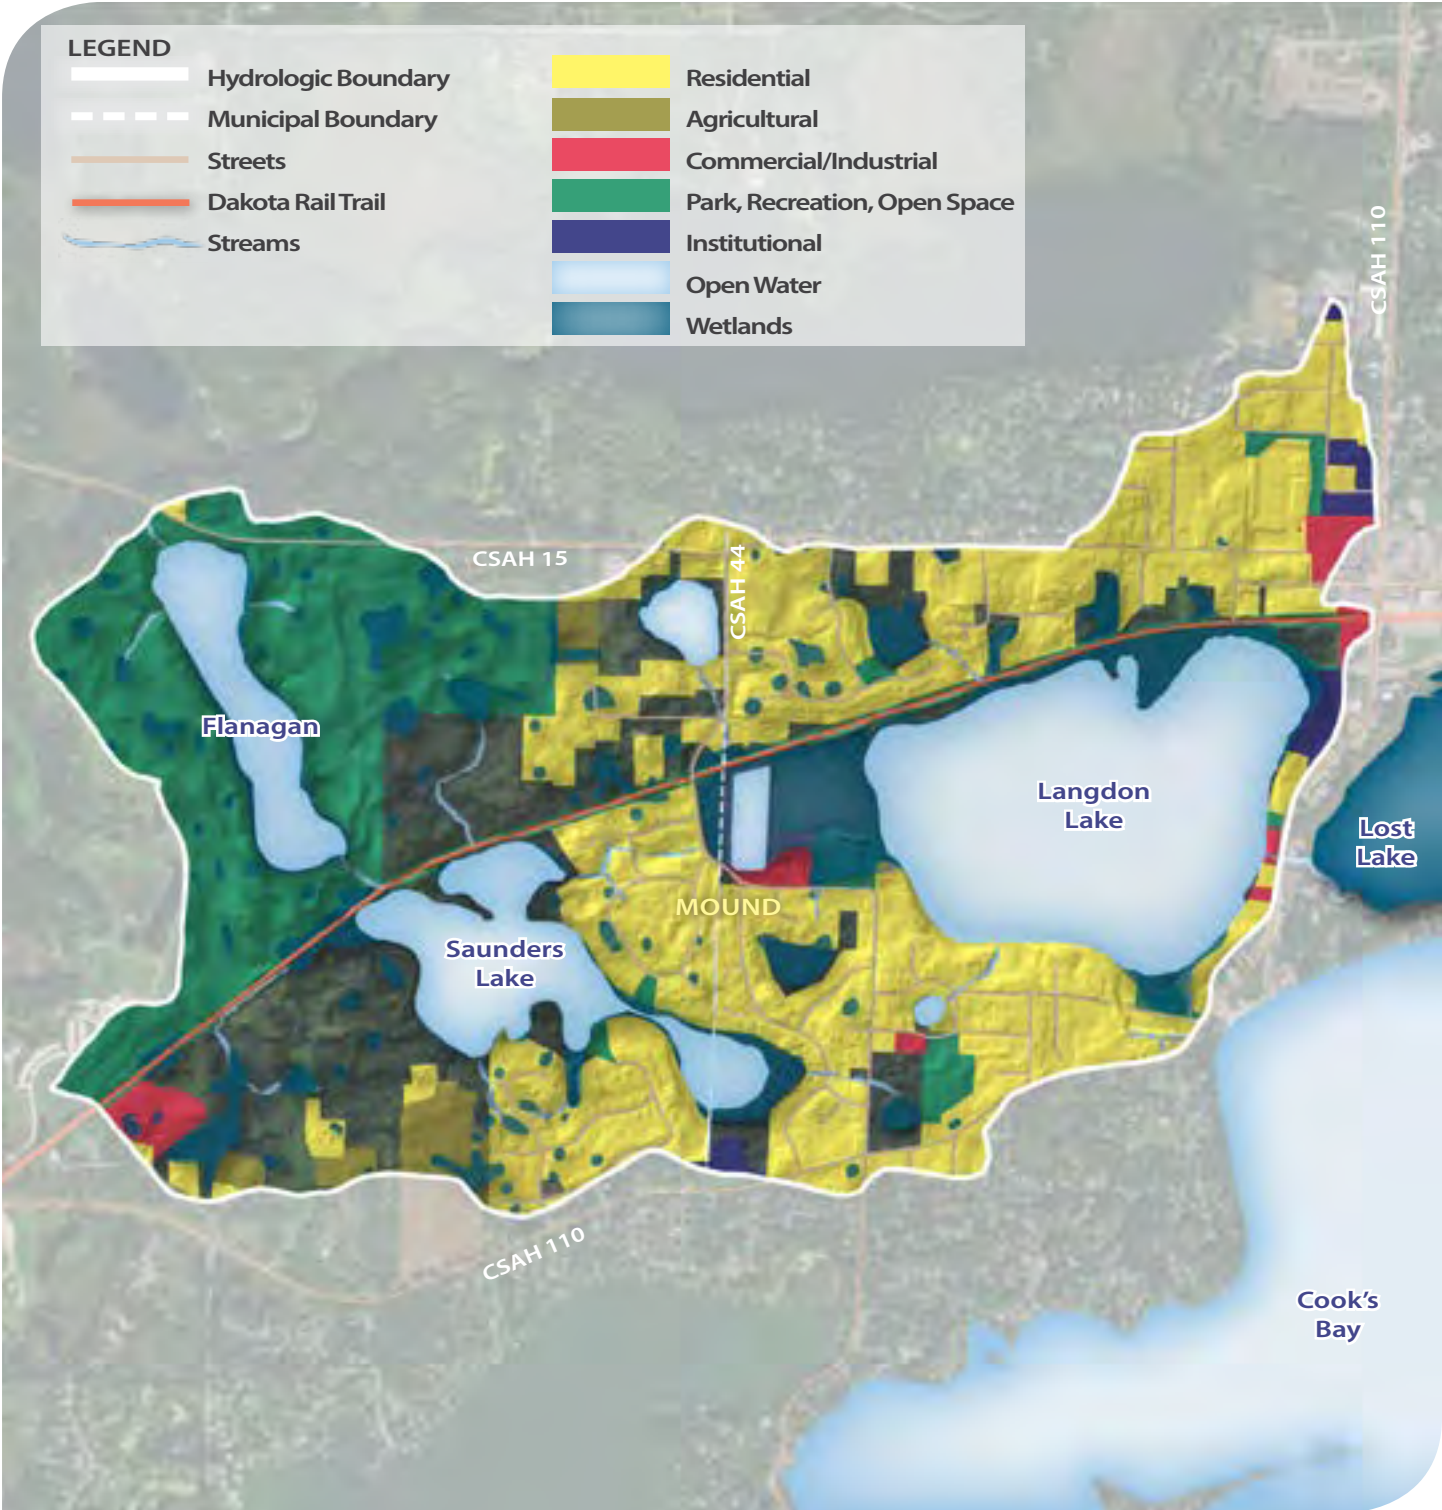 LEGEND
Hydrologic Boundary
Municipal Boundary
Streets
Dakota Rail Trail
Streams
Residential
Agricultural
Commercial/Industrial
Park, Recreation, Open Space
Institutional
Open Water
Wetlands
CSAH 110
CSAH 15
CSAH 44
Flanagan
Langdon
Lake
Lost
Lake
MOUND
Saunders
Lake
CSAH 110
Cook's
Bay